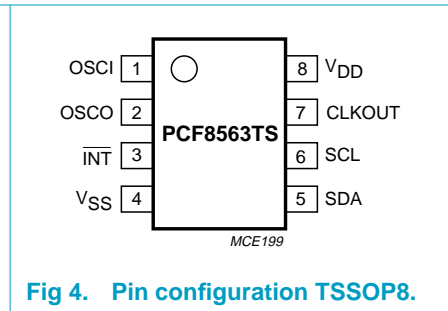 OSCI 1 8 VDD
OSCO 2 7 CLKOUT
PCF8563TS
INT 3 6 SCL
VSS 4 5 SDA
MCE199
Fig 4. Pin configuration TSSOP8.